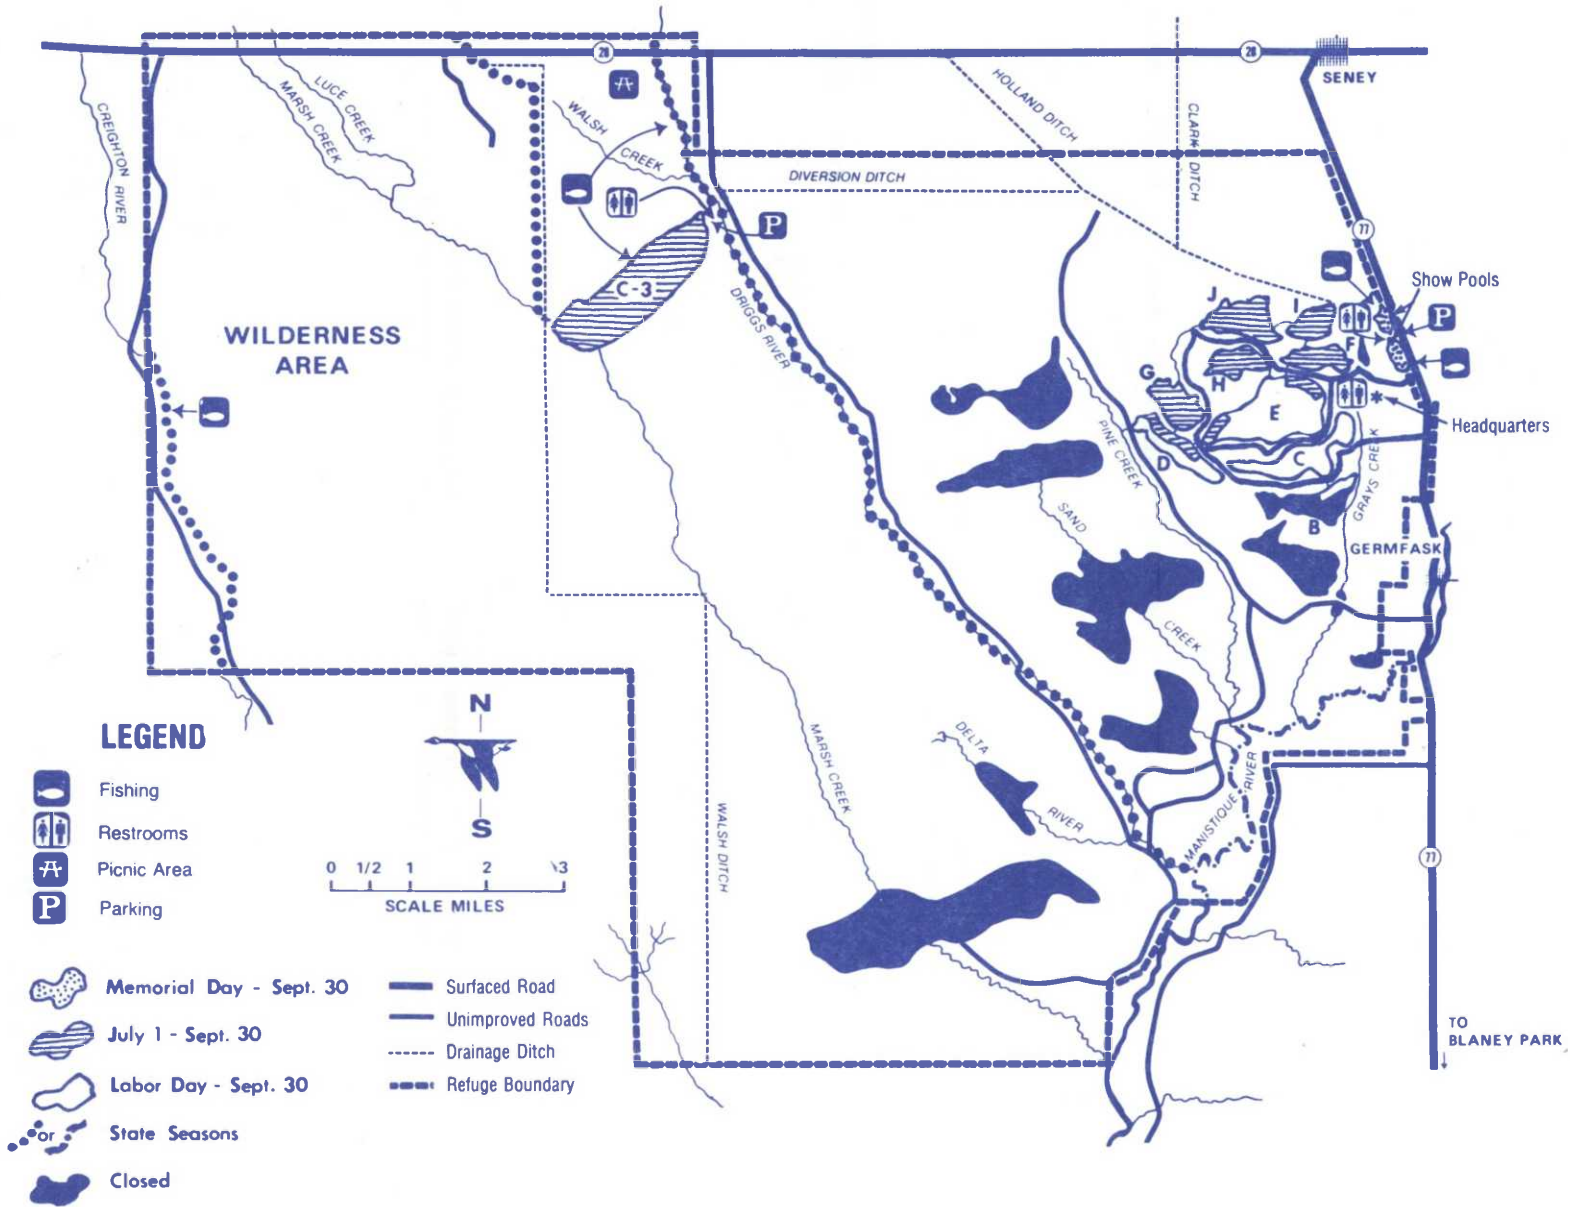 28
28
SENEY
LUCE CREEK
MARSH CREEK
CREIGHTON RIVER
WALSH
CREEK
HOLLAND DITCH
CLARK DITCH
DIVERSION DITCH
P
77
Show Pools
C-3
DRIGGS RIVER
WILDERNESS
AREA
J
I
P
F
G
H
E
Headquarters
PINE CREEK
D
C
GRAYS CREEK
SAND
B
GERMFASK
CREEK
N
S
DELTA
RIVER
MARSH CREEK
MANISTIQUE RIVER
WALSH DITCH
77
LEGEND
Fishing
Restrooms
Picnic Area
P
Parking
0 1/2 1 2 3
SCALE MILES
Memorial Day - Sept. 30
July 1 - Sept. 30
Labor Day - Sept. 30
or
State Seasons
Closed
Surfaced Road
Unimproved Roads
Drainage Ditch
Refuge Boundary
TO
BLANEY PARK